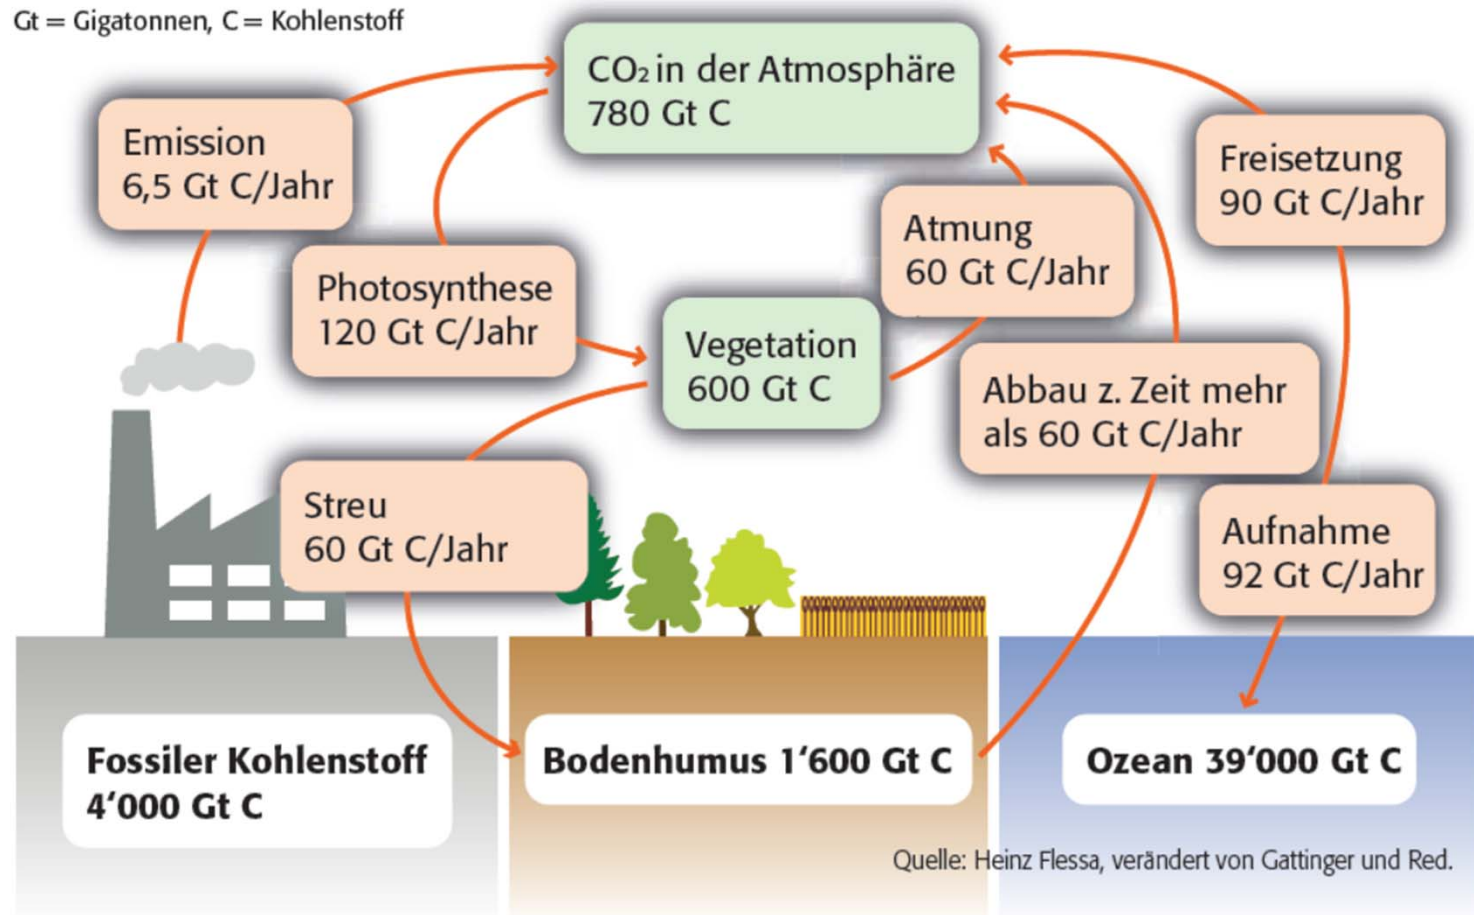 Gt = Gigatonnen, C = Kohlenstoff
CO₂ in der Atmosphäre
780 Gt C
Emission
6,5 Gt C/Jahr
Freisetzung
90 Gt C/Jahr
Atmung
60 Gt C/Jahr
Photosynthese
120 Gt C/Jahr
Vegetation
600 Gt C
Abbau z. Zeit mehr
als 60 Gt C/Jahr
Streu
60 Gt C/Jahr
Aufnahme
92 Gt C/Jahr
Fossiler Kohlenstoff
4‘000 Gt C
Bodenhumus 1‘600 Gt C
Ozean 39‘000 Gt C
Quelle: Heinz Flessa, verändert von Gattinger und Red.